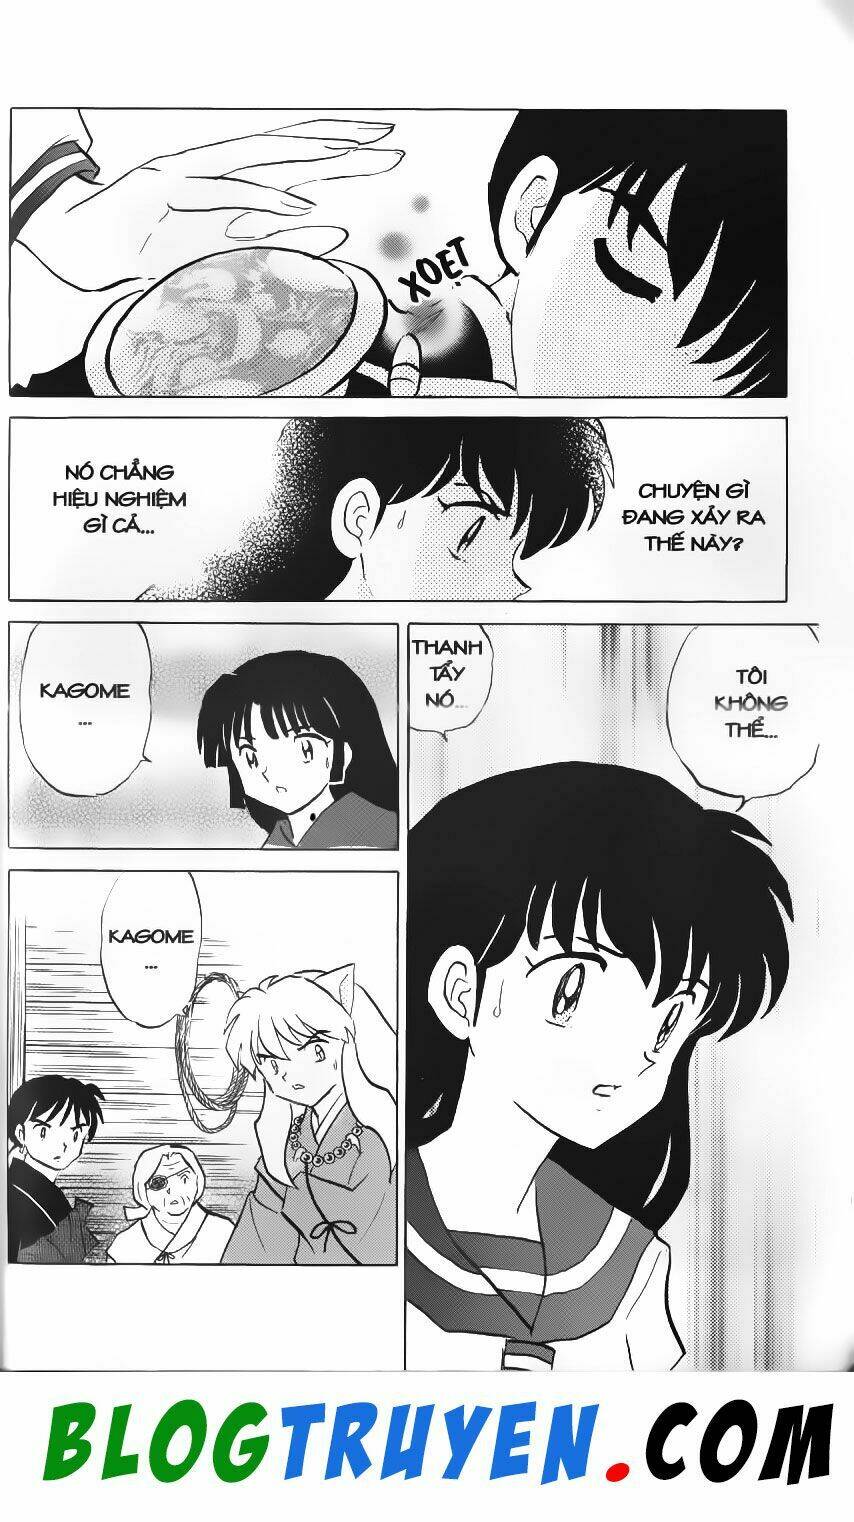 XOẸT
CHUYỆN GÌ
ĐANG XẢY RA
THẾ NÀY?
NÓ CHẲNG
HIỆU NGHIỆM
GÌ CẢ...
TÔI
KHÔNG
THỂ...
THANH
TẨY
NÓ...
KAGOME
...
KAGOME
...
BLOGTRUYEN.COM